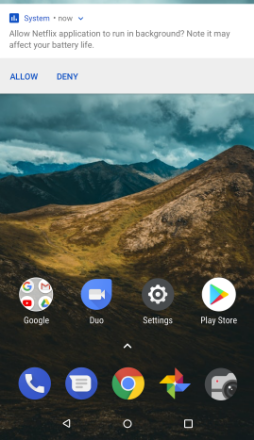 System • now
Allow Netflix application to run in background? Note it may
affect your battery life.
ALLOW DENY
Google Duo Settings Play Store